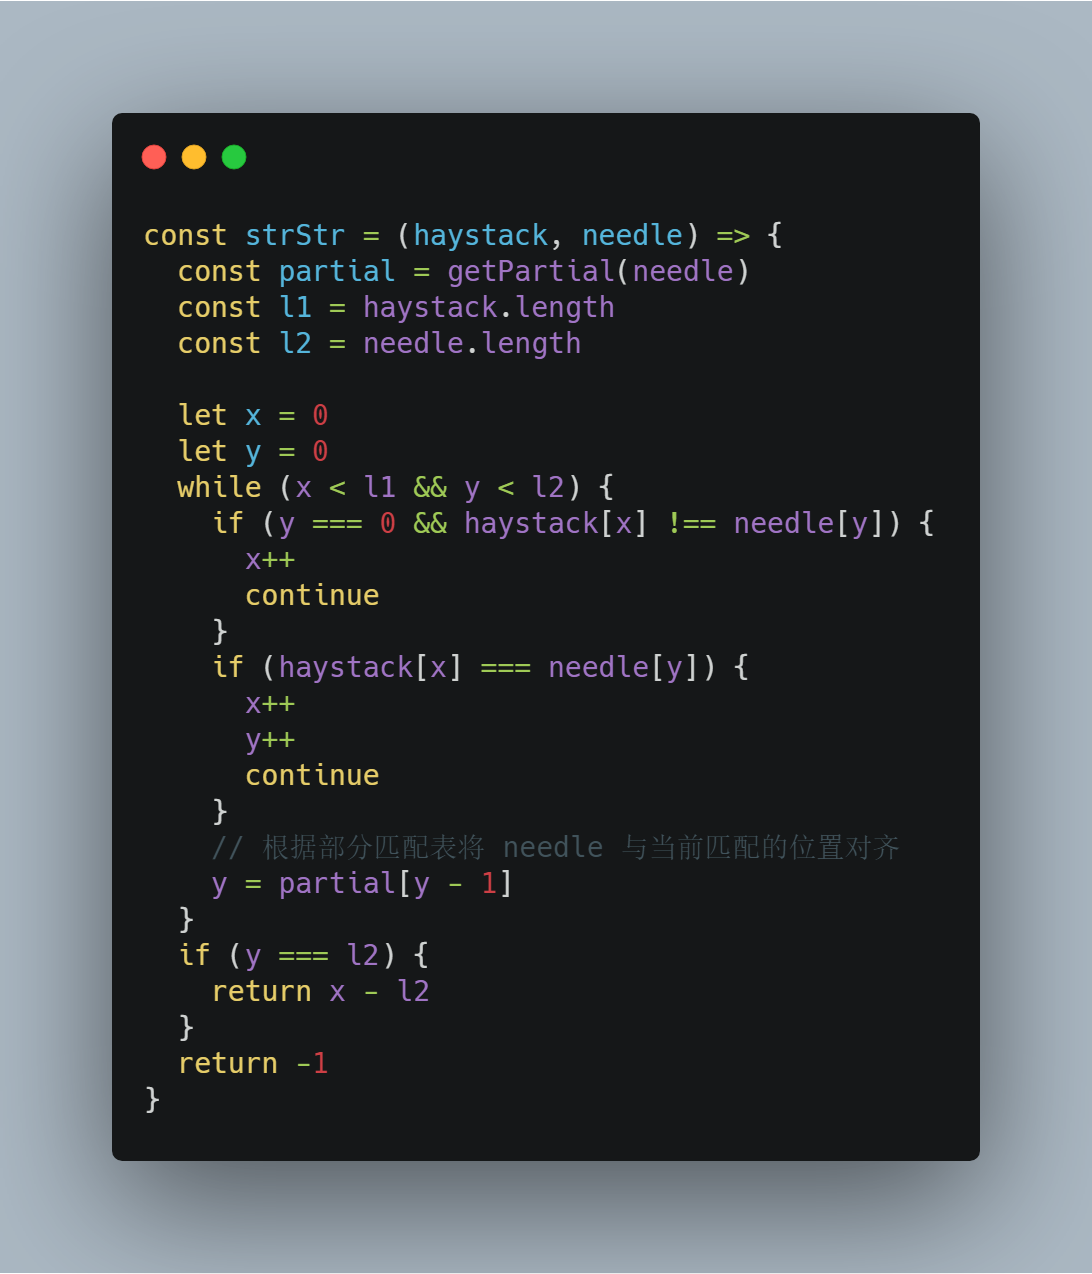 const strStr = (haystack, needle) => {
  const partial = getPartial(needle)
  const l1 = haystack.length
  const l2 = needle.length

  let x = 0
  let y = 0
  while (x < l1 && y < l2) {
    if (y === 0 && haystack[x] !== needle[y]) {
      x++
      continue
    }
    if (haystack[x] === needle[y]) {
      x++
      y++
      continue
    }
    // 根据部分匹配表将 needle 与当前匹配的位置对齐
    y = partial[y - 1]
  }
  if (y === l2) {
    return x - l2
  }
  return -1
}